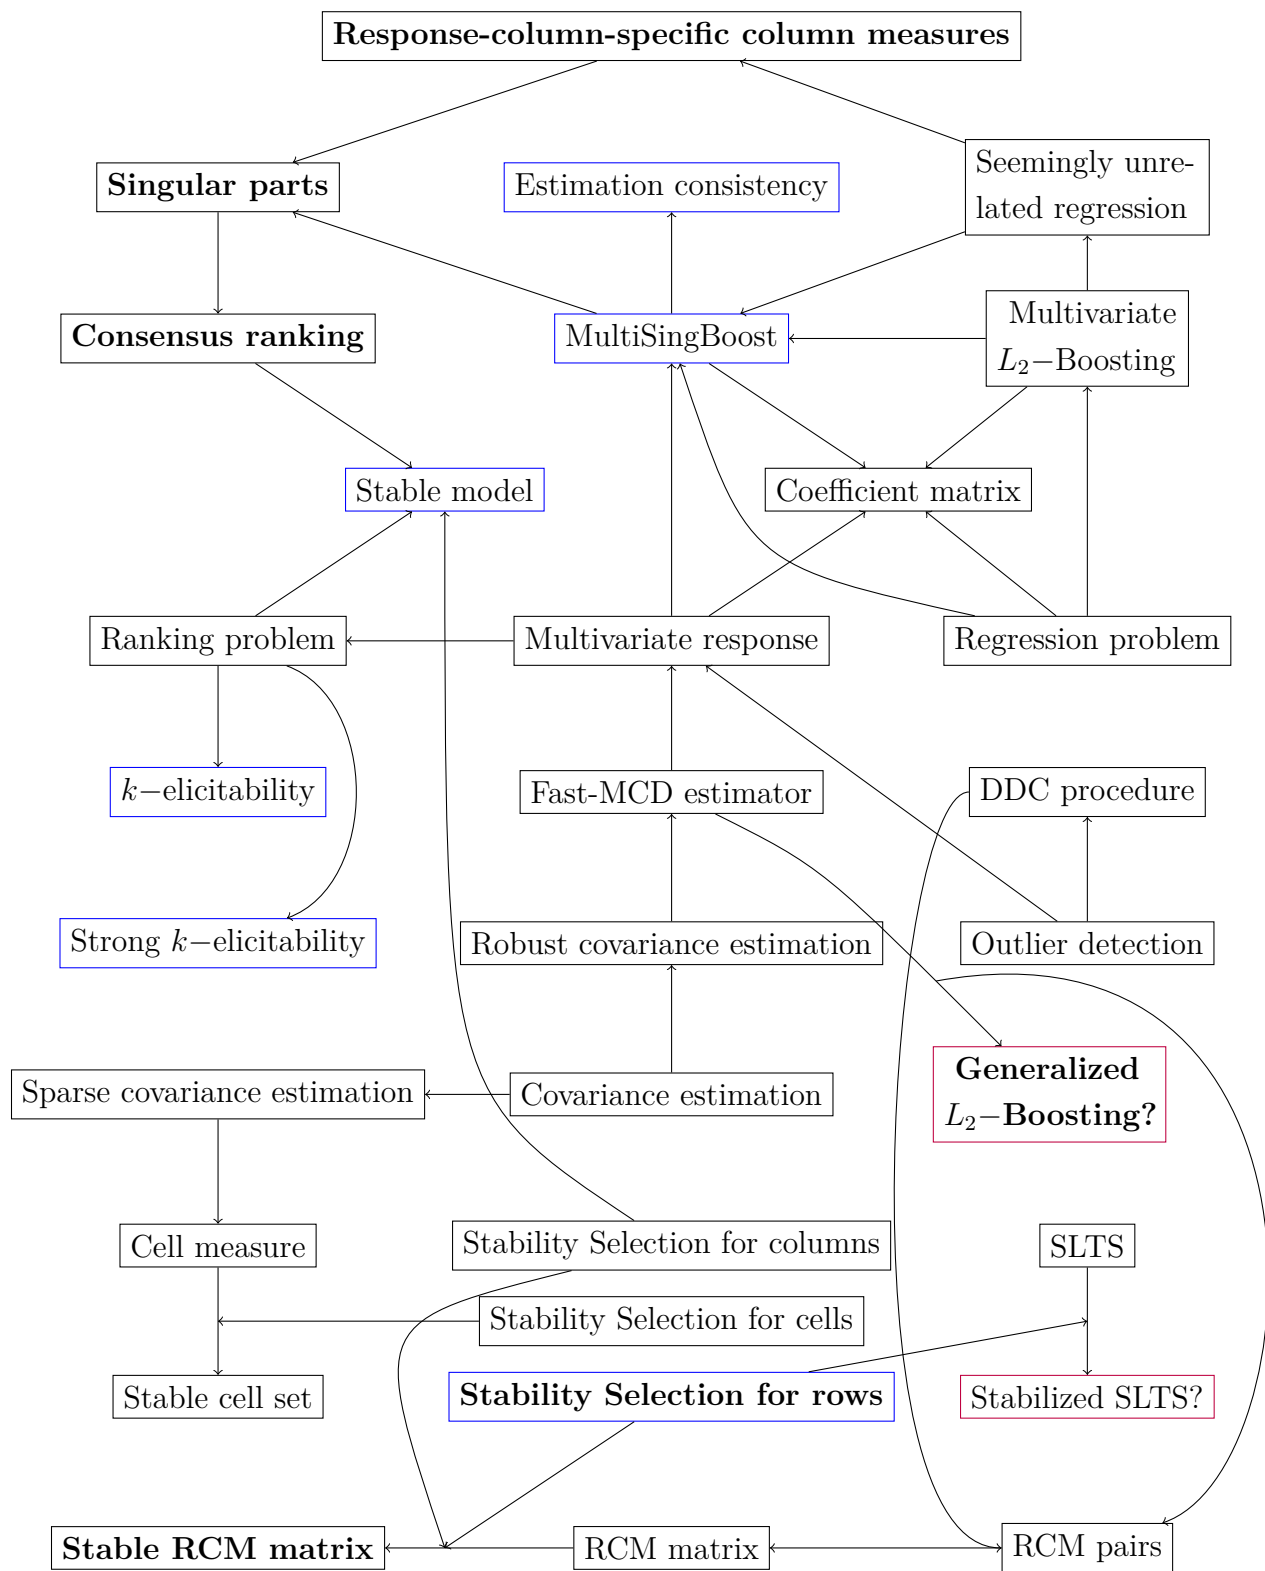 Response-column-specific column measures
Singular parts
Estimation consistency
Seemingly unre-
lated regression
Consensus ranking
MultiSingBoost
Multivariate
L₂−Boosting
Stable model
Coefficient matrix
Ranking problem
Multivariate response
Regression problem
k−elicitability
Fast-MCD estimator
DDC procedure
Strong k−elicitability
Robust covariance estimation
Outlier detection
Sparse covariance estimation
Covariance estimation
Generalized
L₂−Boosting?
Cell measure
Stability Selection for columns
SLTS
Stability Selection for cells
Stable cell set
Stability Selection for rows
Stabilized SLTS?
Stable RCM matrix
RCM matrix
RCM pairs